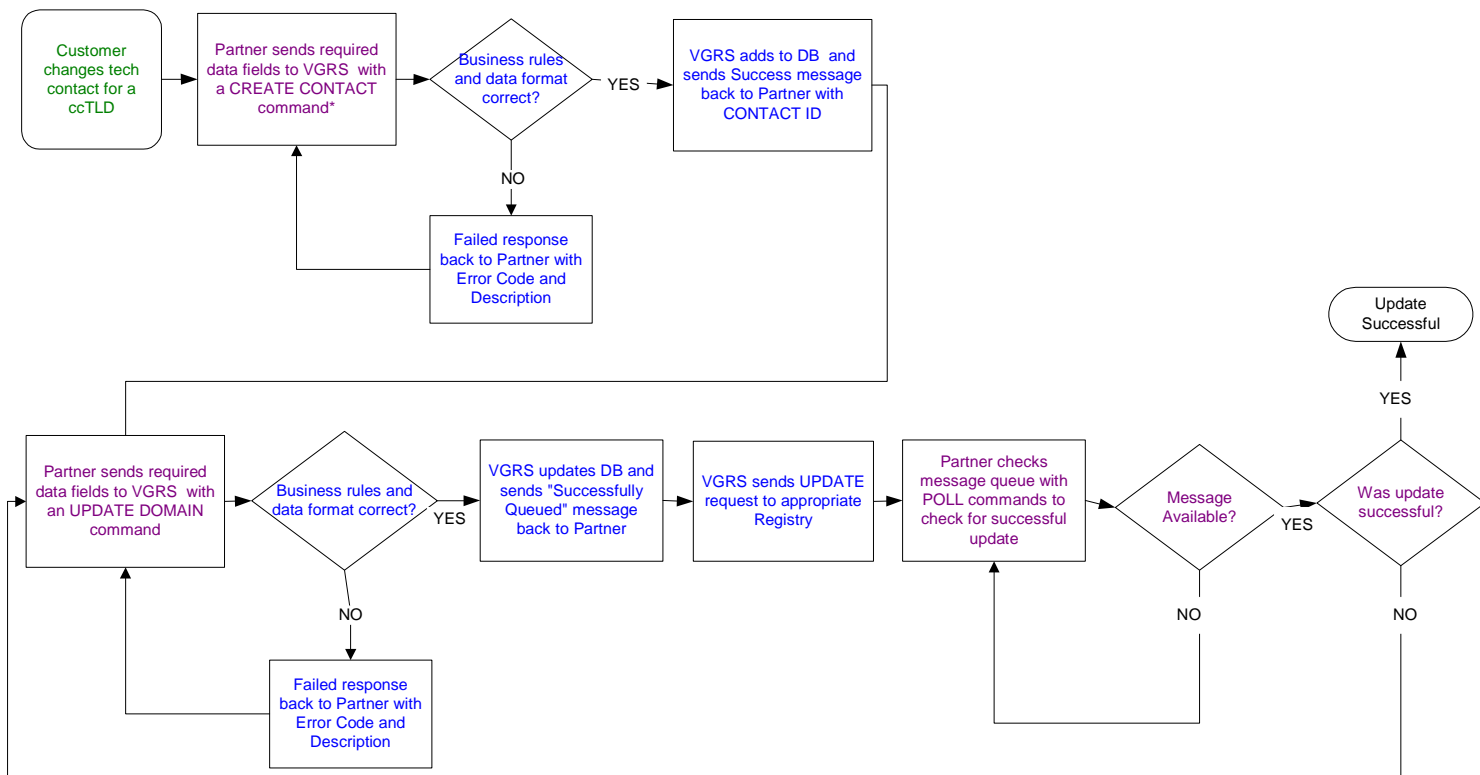 Customer
changes tech
contact for a
ccTLD
Partner sends required
data fields to VGRS with
a CREATE CONTACT
command*
Business rules
and data format
correct?
YES
VGRS adds to DB and
sends Success message
back to Partner with
CONTACT ID
NO
Failed response
back to Partner with
Error Code and
Description
Update
Successful
YES
Partner sends required
data fields to VGRS with
an UPDATE DOMAIN
command
Business rules and
data format correct?
YES
VGRS updates DB and
sends "Successfully
Queued" message
back to Partner
VGRS sends UPDATE
request to appropriate
Registry
Partner checks
message queue with
POLL commands to
check for successful
update
Message
Available?
YES
Was update
successful?
NO
NO
NO
Failed response
back to Partner with
Error Code and
Description